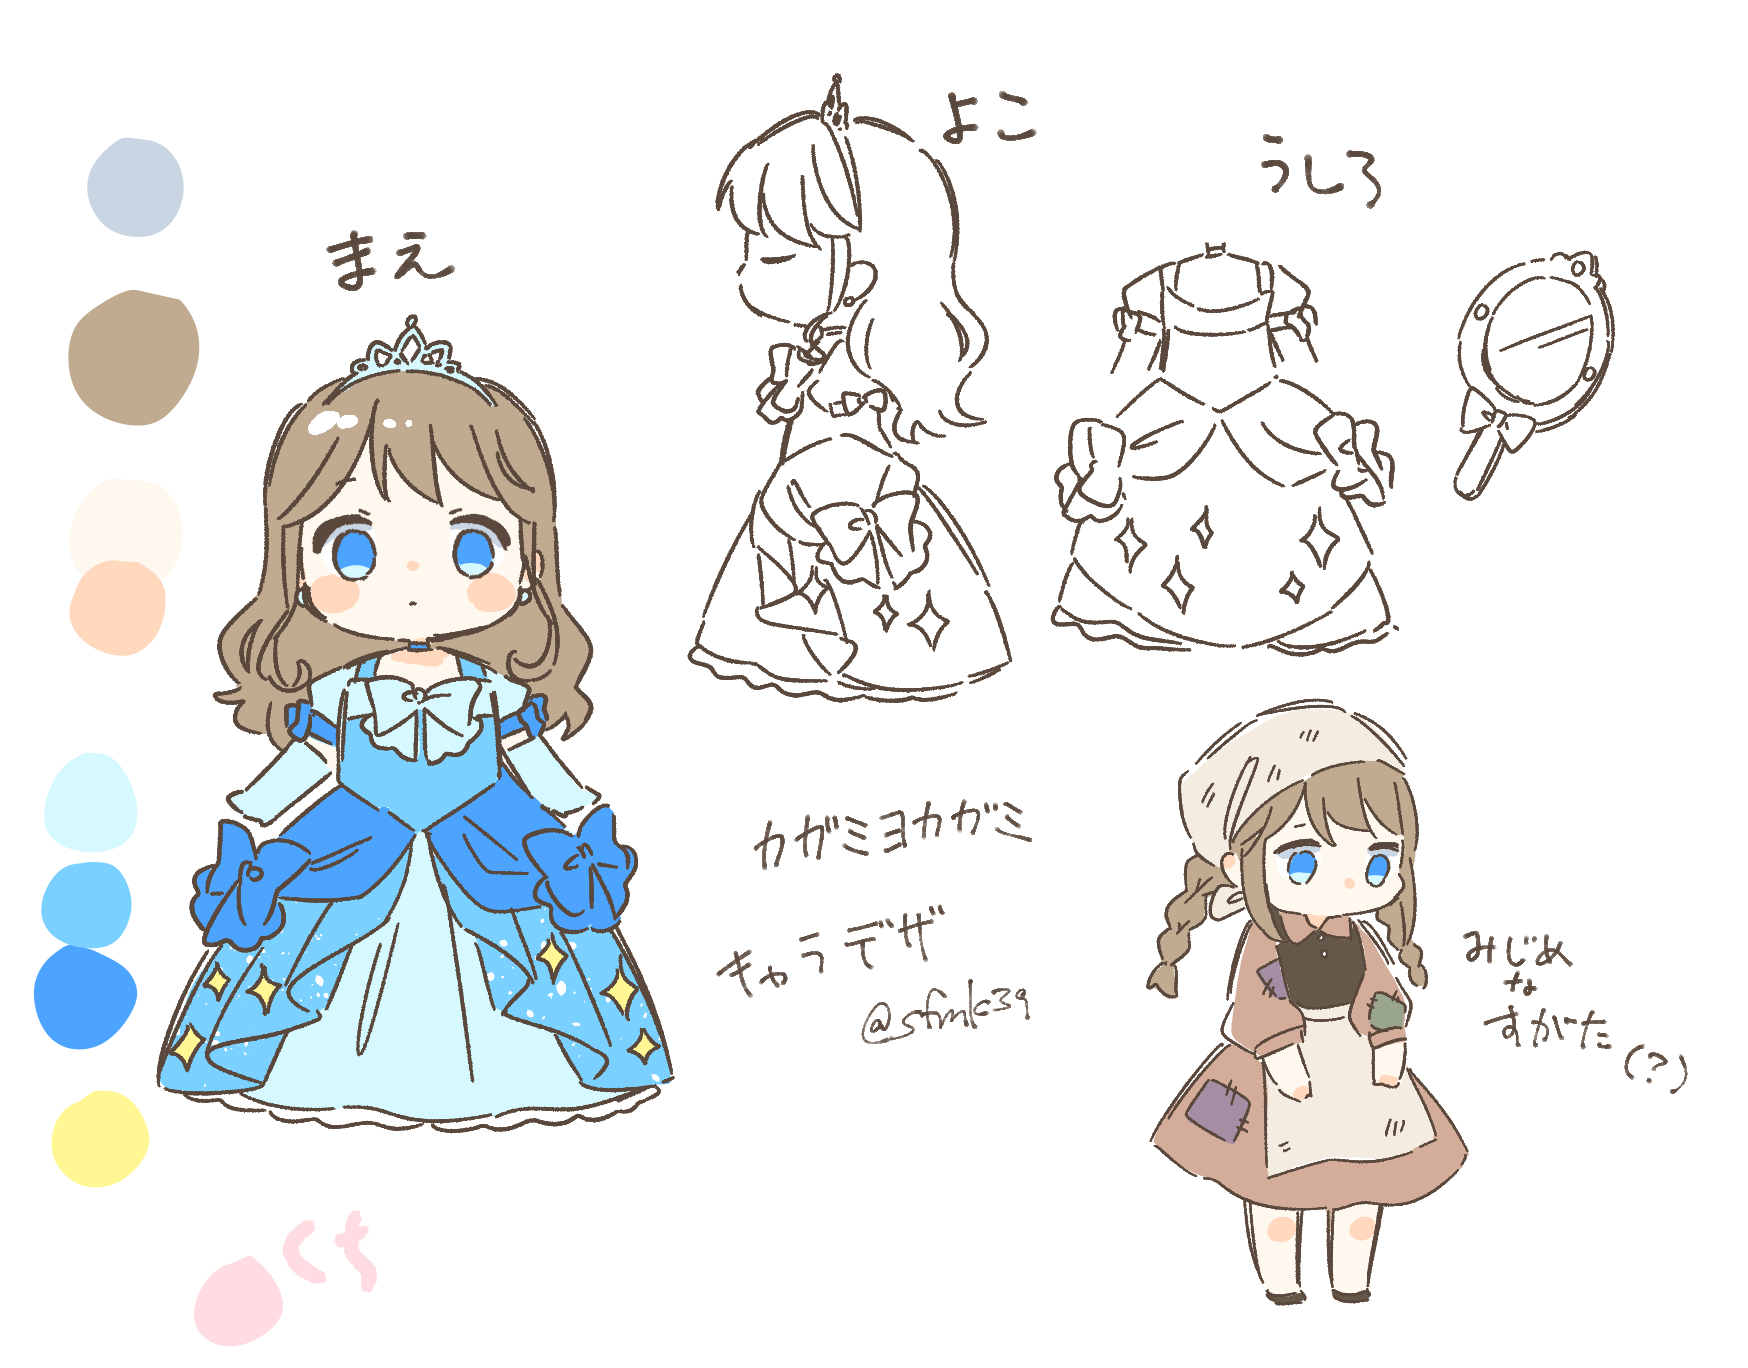 よこ
うしろ
まえ
カガミヨカガミ
キャラデザ
@sfmk39
みじめ
な
すがた
(?)
くち